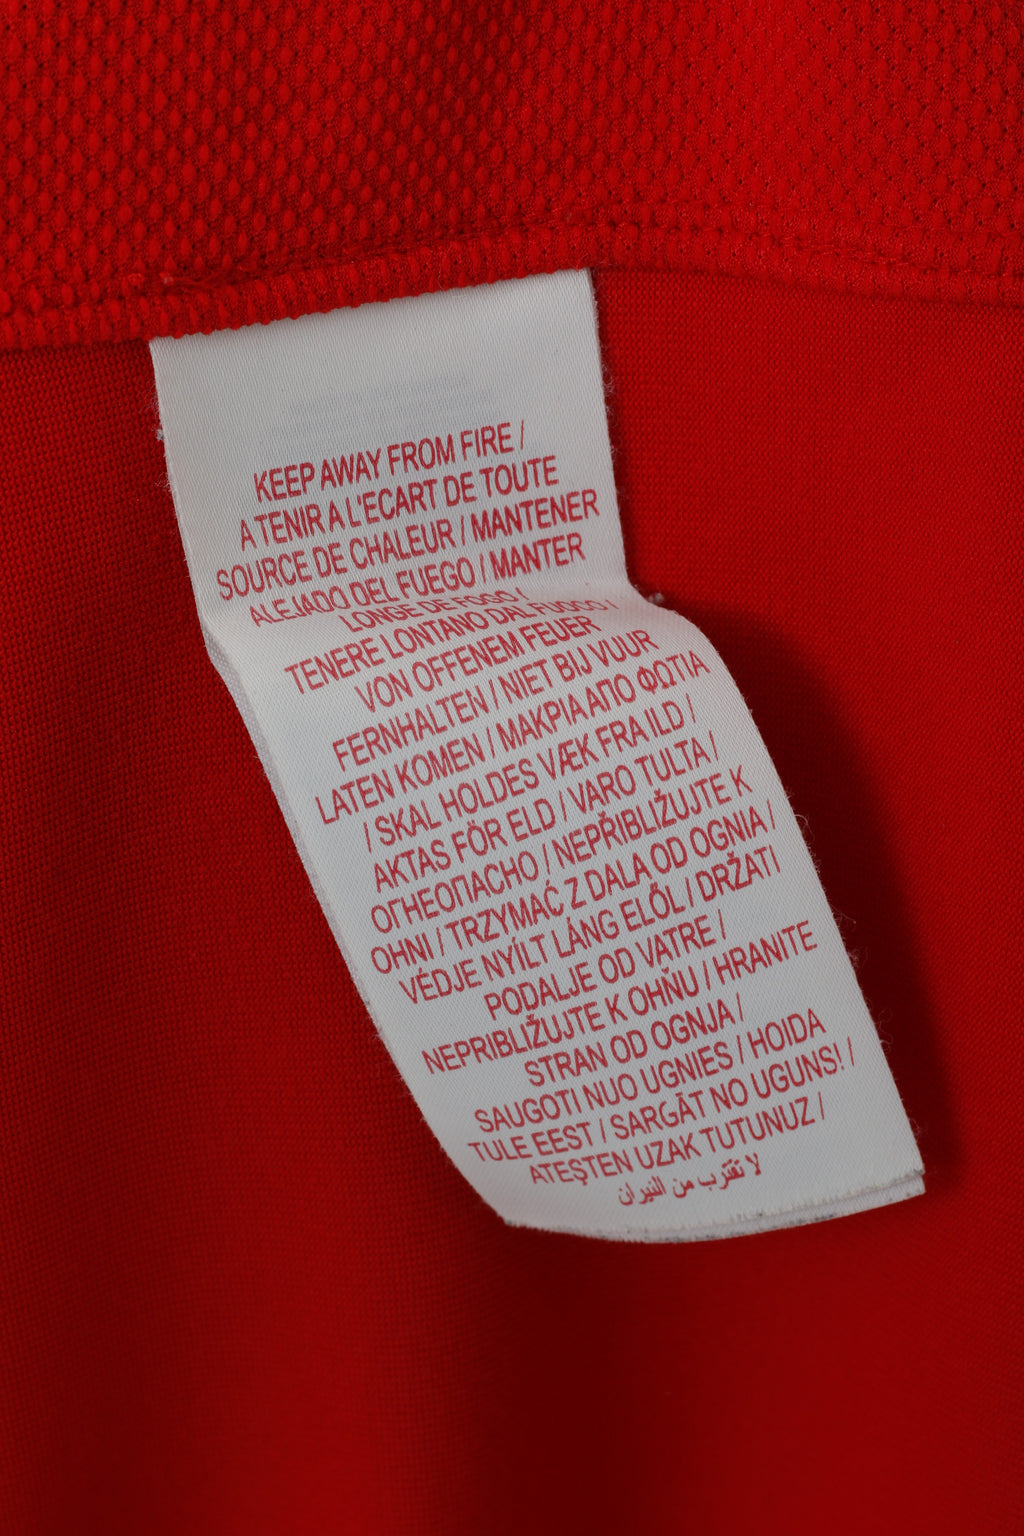 KEEP AWAY FROM FIRE /
A TENIR A L'ECART DE TOUTE
SOURCE DE CHALEUR / MANTENER
ALEJADO DEL FUEGO / MANTER
LONGE DE FOGO /
TENERE LONTANO DAL FUOCO /
VON OFFENEM FEUER
FERNHALTEN / NIET BIJ VUUR
LATEN KOMEN / ΜΑΚΡΙΑ ΑΠΟ ΦΩΤΙΑ
/ SKAL HOLDES VÆK FRA ILD /
AKTAS FÖR ELD / VARO TULTA /
ОГНЕОПАСНО / NEPŘIBLIŽUJTE K
OHNI / TRZYMAĆ Z DALA OD OGNIA /
VÉDJE NYÍLT LÁNG ELŐL / DRŽATI
PODALJE OD VATRE /
NEPRIBLIŽUJTE K OHŇU / HRANITE
STRAN OD OGNJA /
SAUGOTI NUO UGNIES / HOIDA
TULE EEST / SARGĀT NO UGUNS! /
ATEŞTEN UZAK TUTUNUZ /
لا تقترب من النيران